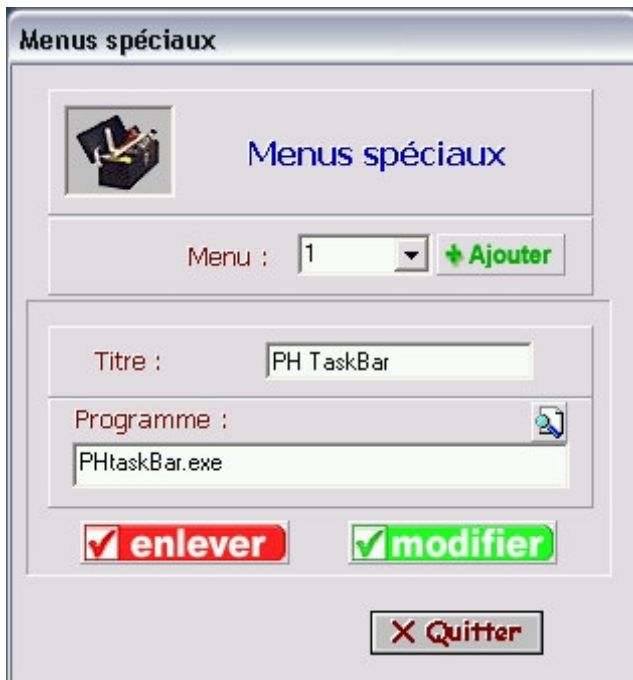 Menus spéciaux
Menus spéciaux
Menu : 1 Ajouter
Titre : PH TaskBar
Programme :
PHtaskBar.exe
enlever modifier
X Quitter